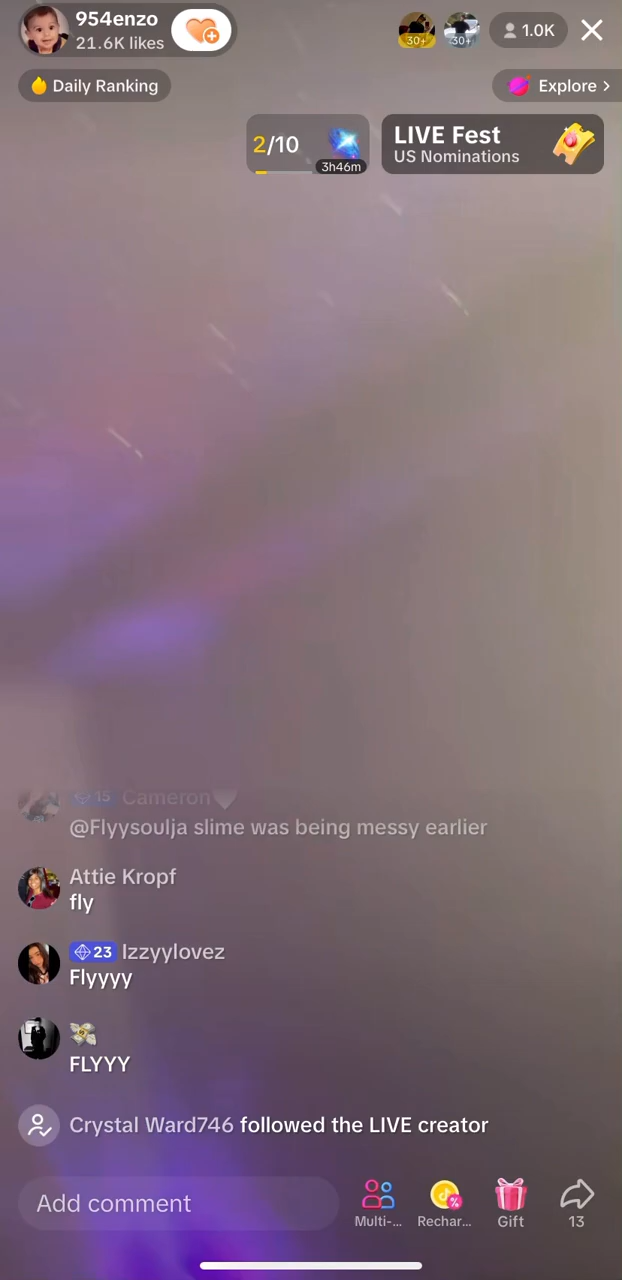 954enzo
21.6K likes
30+
30+
1.0K
Daily Ranking
Explore >
2/10
3h46m
LIVE Fest
US Nominations
15 Cameron
@Flyysoulja slime was being messy earlier
Attie Kropf
fly
23 Izzyylovez
Flyyyy
FLYYY
Crystal Ward746 followed the LIVE creator
Add comment
Multi-...
Rechar...
Gift
13